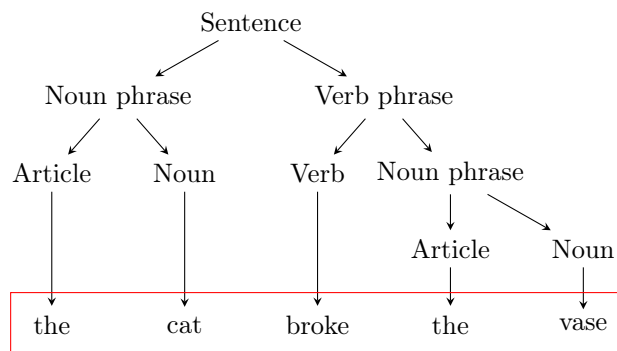 Sentence
Noun phrase Verb phrase
Article Noun Verb Noun phrase
Article Noun
the cat broke the vase